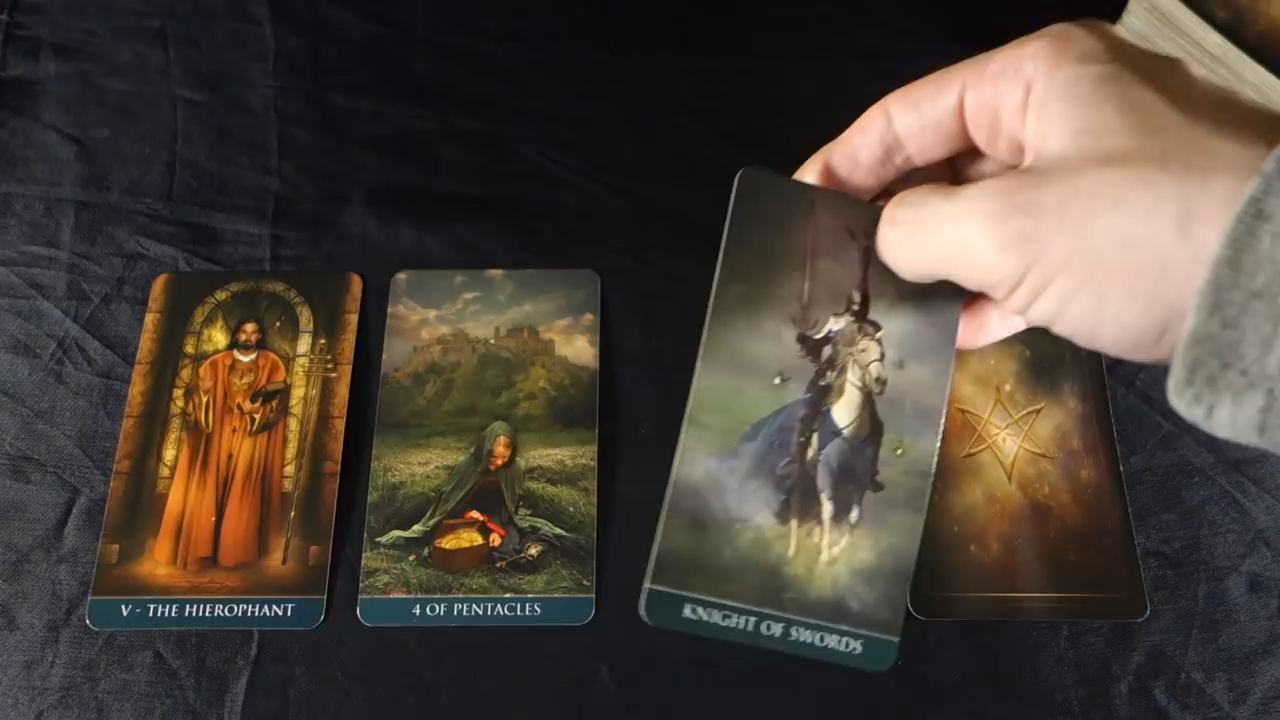 V - THE HIEROPHANT
4 OF PENTACLES
KNIGHT OF SWORDS